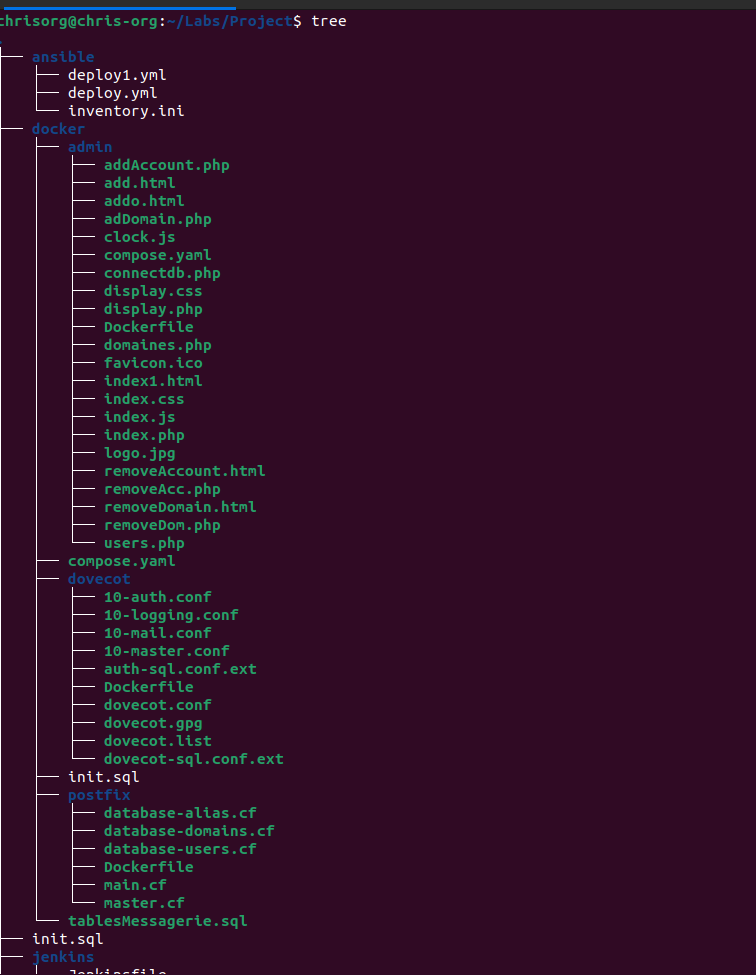 chrisorg@chris-org:~/Labs/Project$ tree
.
├── ansible
│   ├── deploy1.yml
│   ├── deploy.yml
│   └── inventory.ini
├── docker
│   ├── admin
│   │   ├── addAccount.php
│   │   ├── add.html
│   │   ├── addo.html
│   │   ├── adDomain.php
│   │   ├── clock.js
│   │   ├── compose.yaml
│   │   ├── connectdb.php
│   │   ├── display.css
│   │   ├── display.php
│   │   ├── Dockerfile
│   │   ├── domaines.php
│   │   ├── favicon.ico
│   │   ├── index1.html
│   │   ├── index.css
│   │   ├── index.js
│   │   ├── index.php
│   │   ├── logo.jpg
│   │   ├── removeAccount.html
│   │   ├── removeAcc.php
│   │   ├── removeDomain.html
│   │   ├── removeDom.php
│   │   └── users.php
│   ├── compose.yaml
│   ├── dovecot
│   │   ├── 10-auth.conf
│   │   ├── 10-logging.conf
│   │   ├── 10-mail.conf
│   │   ├── 10-master.conf
│   │   ├── auth-sql.conf.ext
│   │   ├── Dockerfile
│   │   ├── dovecot.conf
│   │   ├── dovecot.gpg
│   │   ├── dovecot.list
│   │   └── dovecot-sql.conf.ext
│   ├── init.sql
│   ├── postfix
│   │   ├── database-alias.cf
│   │   ├── database-domains.cf
│   │   ├── database-users.cf
│   │   ├── Dockerfile
│   │   ├── main.cf
│   │   └── master.cf
│   └── tablesMessagerie.sql
├── init.sql
├── jenkins
│   ├── Jenkinsfile